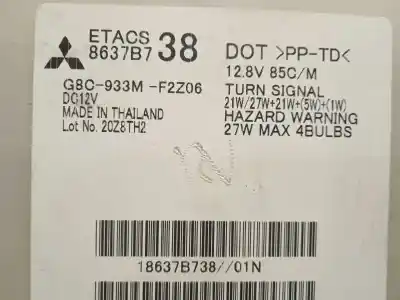 ETACS
8637B7 38
G8C-933M -F2Z06
DC12V
MADE IN THAILAND
Lot No. 20Z8TH2
DOT >PP-TD<
12.8V 85C/M
TURN SIGNAL
21W/27W+21W+(5W)+(1W)
HAZARD WARNING
27W MAX 4BULBS
18637B738//01N